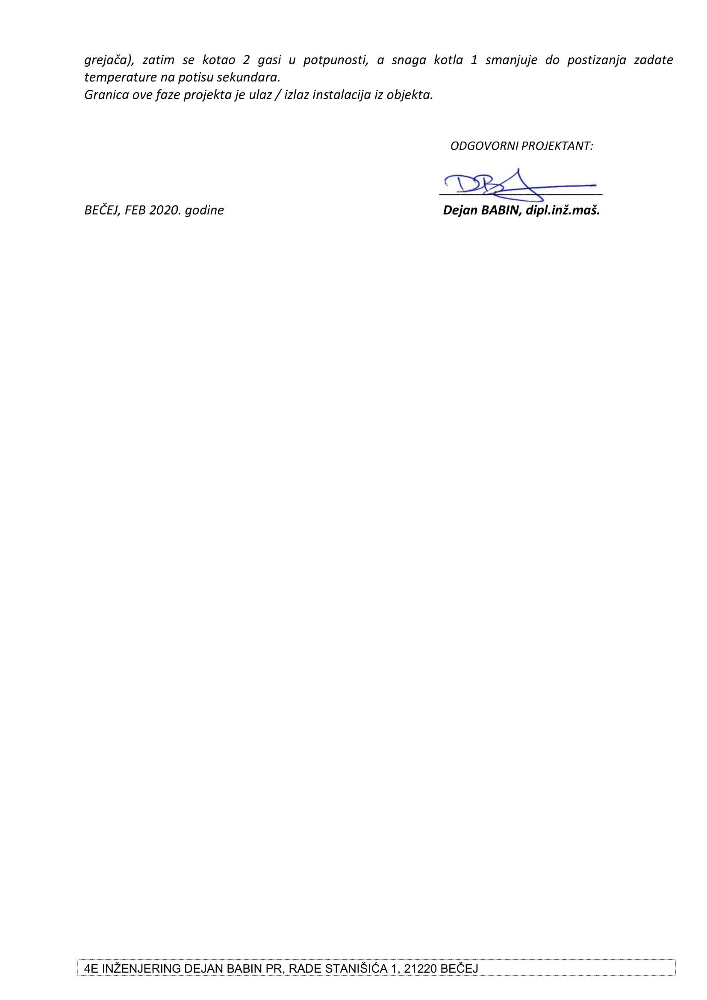 grejača), zatim se kotao 2 gasi u potpunosti, a snaga kotla 1 smanjuje do postizanja zadate
temperature na potisu sekundara.
Granica ove faze projekta je ulaz / izlaz instalacija iz objekta.
ODGOVORNI PROJEKTANT:
BEČEJ, FEB 2020. godine
Dejan BABIN, dipl.inž.maš.
4E INŽENJERING DEJAN BABIN PR, RADE STANIŠIĆA 1, 21220 BEČEJ